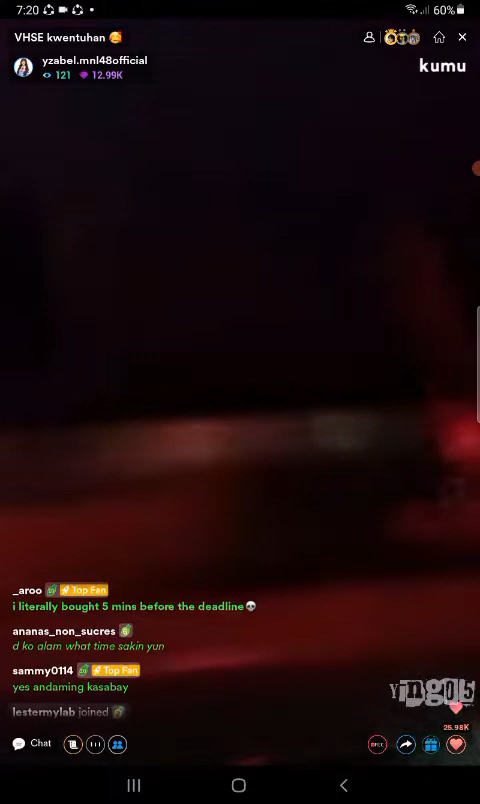 7:20
60%
VHSE kwentuhan 🥰
yzabel.mnl48official
121 12.99K
kumu
_aroo Top Fan
i literally bought 5 mins before the deadline💀
ananas_non_sucres
d ko alam what time sakin yun
sammy0114 Top Fan
yes andaming kasabay
lestermylab joined
Yngo15
25.98K
Chat